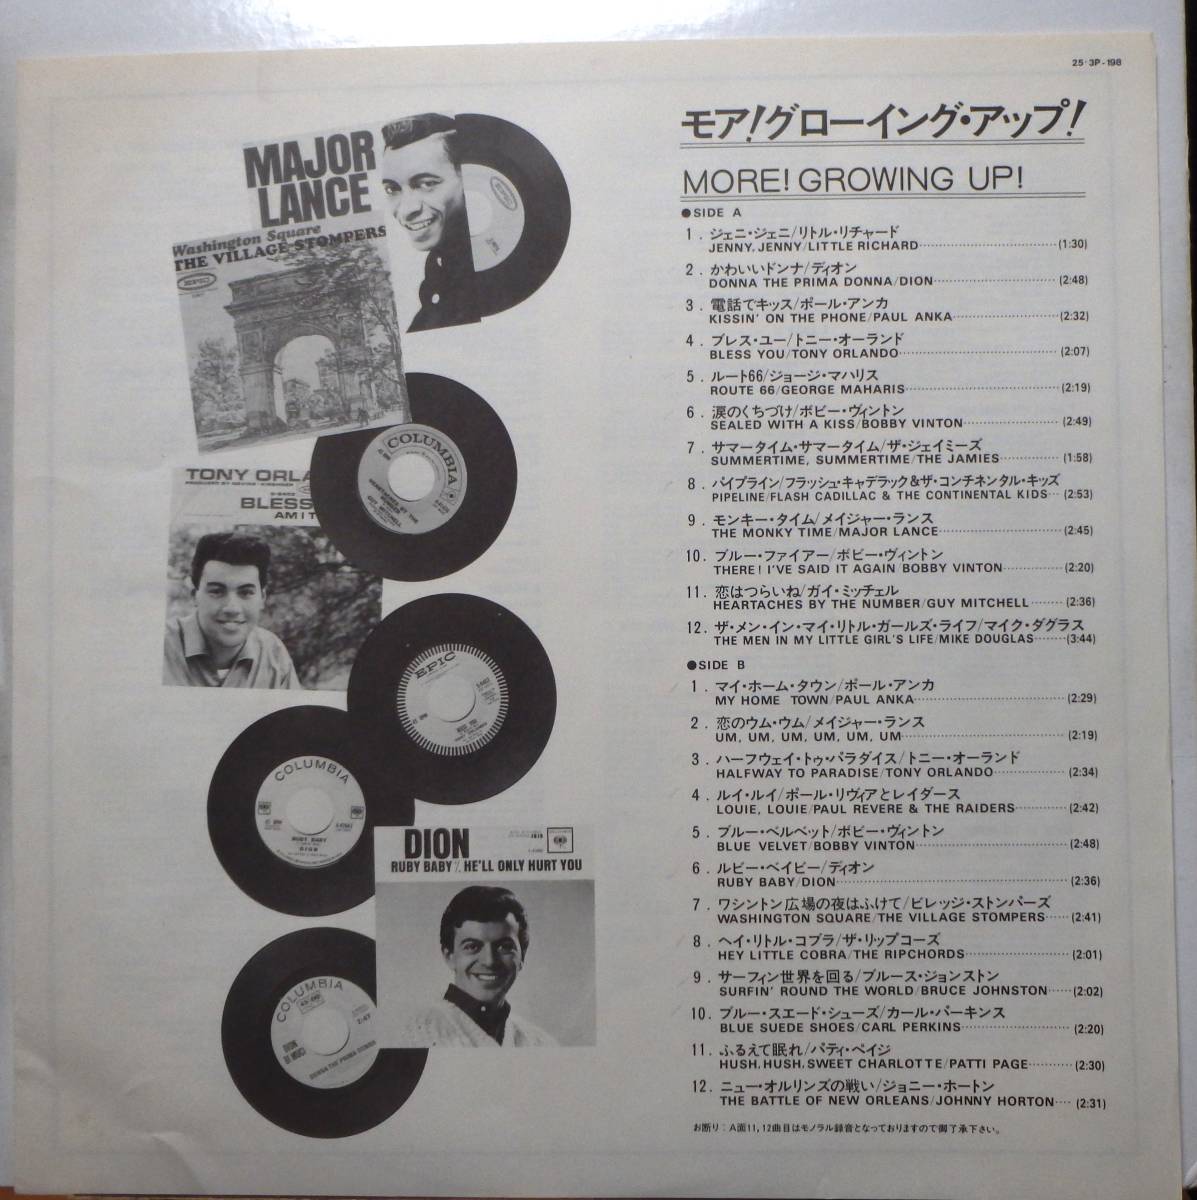 25・3P-198
モア!グローイング・アップ!
MORE! GROWING UP!
●SIDE A
1. ジェニ・ジェニ/リトル・リチャード
JENNY, JENNY/LITTLE RICHARD (1:30)
2. かわいいドンナ/ディオン
DONNA THE PRIMA DONNA/DION (2:48)
3. 電話でキッス/ポール・アンカ
KISSIN' ON THE PHONE/PAUL ANKA (2:32)
4. ブレス・ユー/トニー・オーランド
BLESS YOU/TONY ORLANDO (2:07)
5. ルート66/ジョージ・マハリス
ROUTE 66/GEORGE MAHARIS (2:19)
6. 涙のくちづけ/ボビー・ヴィントン
SEALED WITH A KISS/BOBBY VINTON (2:49)
7. サマータイム・サマータイム/ザ・ジェイミーズ
SUMMERTIME, SUMMERTIME/THE JAMIES (1:58)
8. パイプライン/フラッシュ・キャデラック&ザ・コンチネンタル・キッズ
PIPELINE/FLASH CADILLAC & THE CONTINENTAL KIDS (2:53)
9. モンキー・タイム/メイジャー・ランス
THE MONKY TIME/MAJOR LANCE (2:45)
10. ブルー・ファイアー/ボビー・ヴィントン
THERE! I'VE SAID IT AGAIN/BOBBY VINTON (2:20)
11. 恋はつらいね/ガイ・ミッチェル
HEARTACHES BY THE NUMBER/GUY MITCHELL (2:36)
12. ザ・メン・イン・マイ・リトル・ガールズ・ライフ/マイク・ダグラス
THE MEN IN MY LITTLE GIRL'S LIFE/MIKE DOUGLAS (3:44)
●SIDE B
1. マイ・ホーム・タウン/ポール・アンカ
MY HOME TOWN/PAUL ANKA (2:29)
2. 恋のウム・ウム/メイジャー・ランス
UM, UM, UM, UM, UM, UM (2:19)
3. ハーフウェイ・トゥ・パラダイス/トニー・オーランド
HALFWAY TO PARADISE/TONY ORLANDO (2:34)
4. ルイ・ルイ/ポール・リヴィアとレイダース
LOUIE, LOUIE/PAUL REVERE & THE RAIDERS (2:42)
5. ブルー・ベルベット/ボビー・ヴィントン
BLUE VELVET/BOBBY VINTON (2:48)
6. ルビー・ベイビー/ディオン
RUBY BABY/DION (2:36)
7. ワシントン広場の夜はふけて/ビレッジ・ストンパーズ
WASHINGTON SQUARE/THE VILLAGE STOMPERS (2:41)
8. ヘイ・リトル・コブラ/ザ・リップコーズ
HEY LITTLE COBRA/THE RIPCHORDS (2:01)
9. サーフィン世界を回る/ブルース・ジョンストン
SURFIN' ROUND THE WORLD/BRUCE JOHNSTON (2:02)
10. ブルー・スエード・シューズ/カール・パーキンス
BLUE SUEDE SHOES/CARL PERKINS (2:20)
11. ふるえて眠れ/パティ・ペイジ
HUSH, HUSH, SWEET CHARLOTTE/PATTI PAGE (2:30)
12. ニュー・オルリンズの戦い/ジョニー・ホートン
THE BATTLE OF NEW ORLEANS/JOHNNY HORTON (2:31)
お断り:A面11,12曲目はモノラル録音となっておりますので御了承下さい。
MAJOR
LANCE
Washington Square
THE VILLAGE STOMPERS
EPIC
COLUMBIA
HEARTACHES BY THE
NUMBER
GUY MITCHELL
TONY ORLA
BLESS
AM I T
EPIC
BLESS YOU
COLUMBIA
RUBY BABY
DION
DION
RUBY BABY / HE'LL ONLY HURT YOU
COLUMBIA
2:47
DION
DI MUCI
DONNA THE PRIMA DONNA